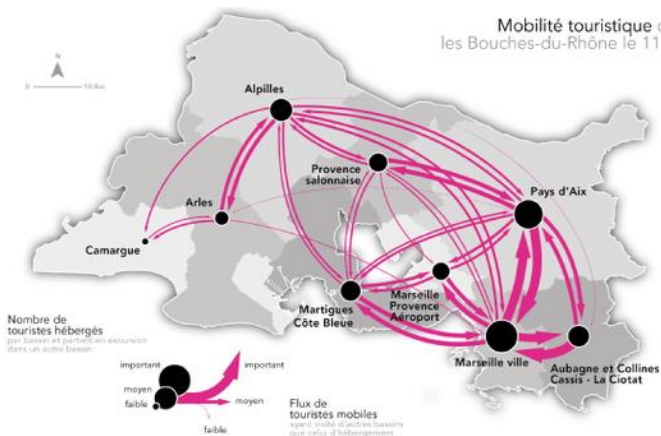 Mobilité touristique
les Bouches-du-Rhône le 11
N
0
Alpilles
Provence
salonnaise
Pays d'Aix
Arles
Camargue
Martigues
Côte Bleue
Marseille
Provence
Aéroport
Marseille ville
Aubagne et Collines
Cassis - La Ciotat
Nombre de
touristes hébergés
par bassin et partant en excursion
dans un autre bassin
important
moyen
faible
important
moyen
faible
Flux de
touristes mobiles
ayant visité d'autres bassins
que celui d'hébergement